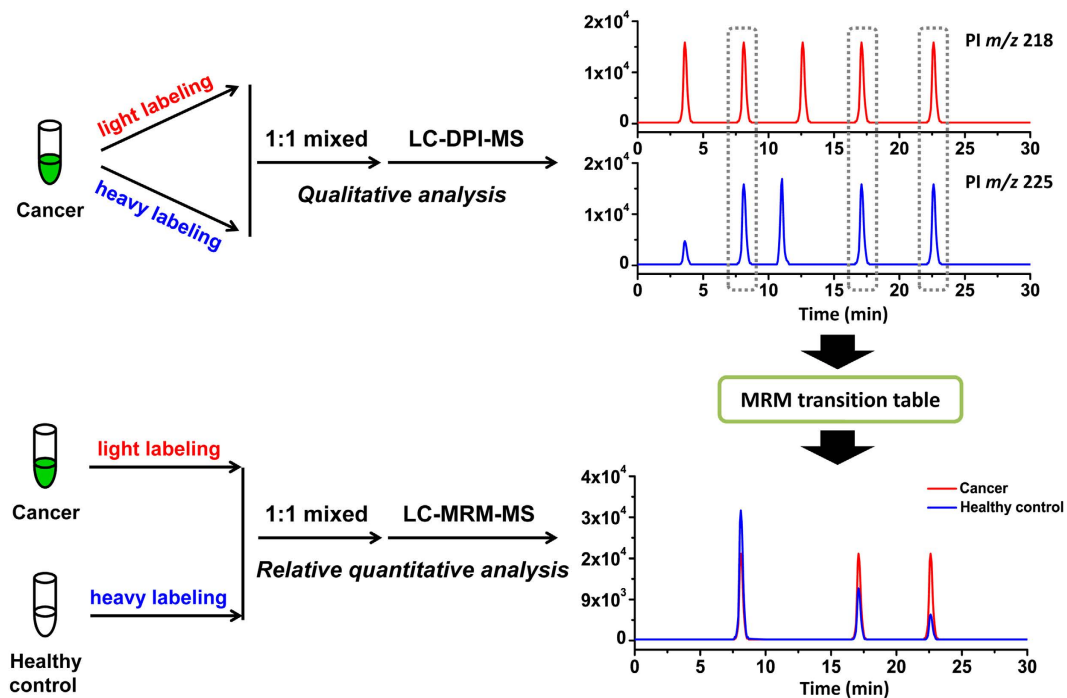 light labeling
heavy labeling
Cancer
1:1 mixed
LC-DPI-MS
Qualitative analysis
2x10⁴
1x10⁴
0
PI m/z 218
0 5 10 15 20 25 30
2x10⁴
1x10⁴
0
PI m/z 225
0 5 10 15 20 25 30
Time (min)
MRM transition table
Cancer
light labeling
Healthy
control
heavy labeling
1:1 mixed
LC-MRM-MS
Relative quantitative analysis
4x10⁴
3x10⁴
2x10⁴
9x10³
0
Cancer
Healthy control
0 5 10 15 20 25 30
Time (min)